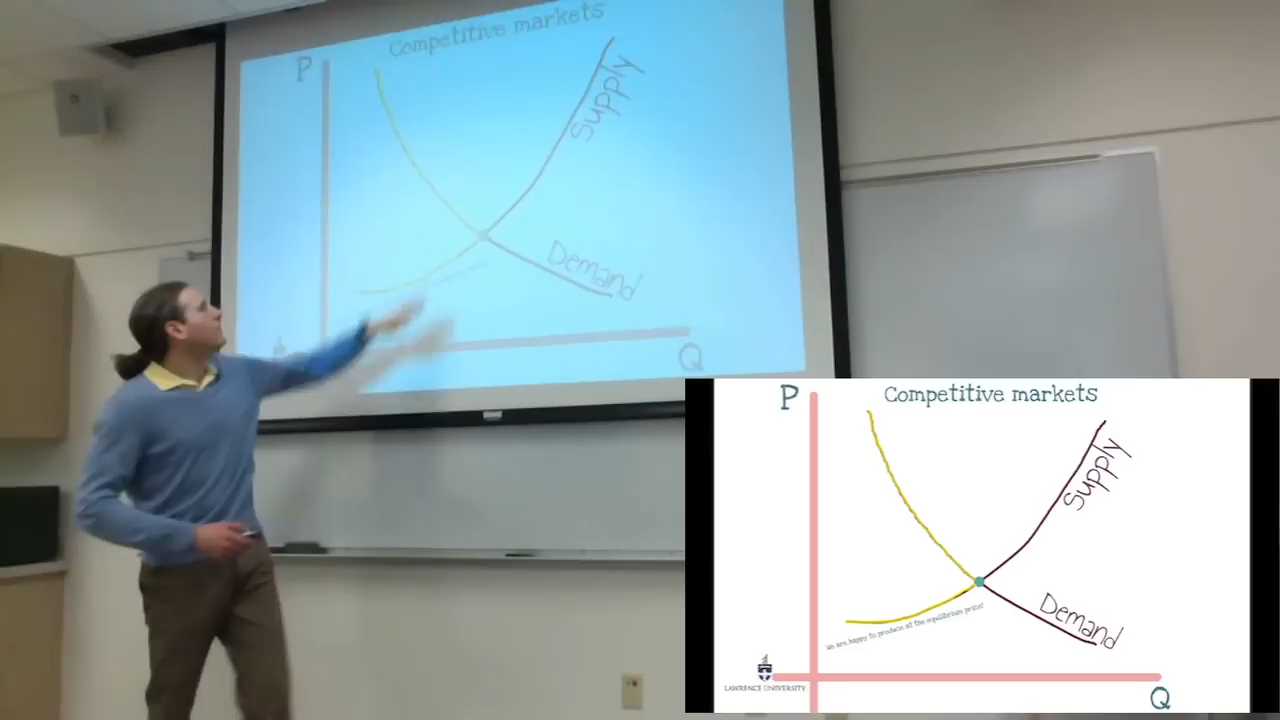 Competitive markets
P
Supply
Demand
Q
P
Competitive markets
Supply
we are happy to produce at the equilibrium price!
Demand
LAWRENCE UNIVERSITY
Q